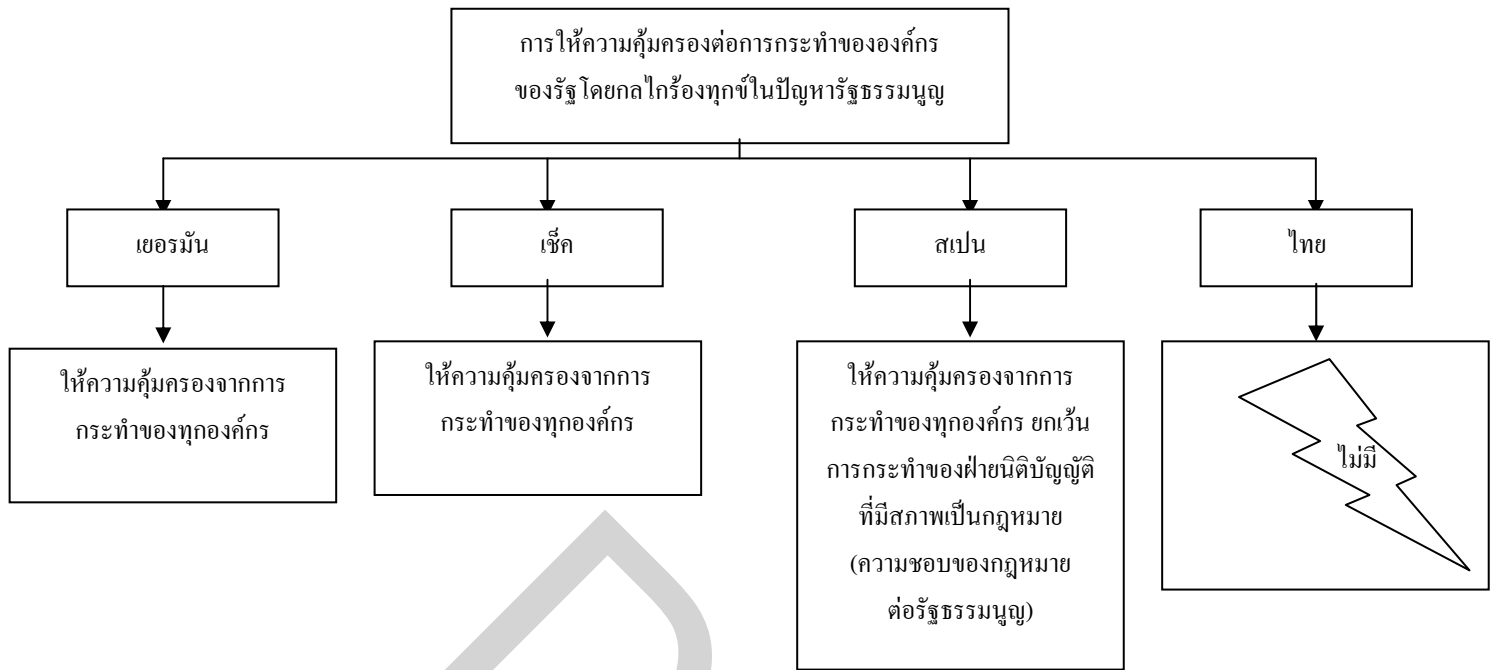 การให้ความคุ้มครองต่อการกระทำขององค์กร
ของรัฐโดยกลไกร้องทุกข์ในปัญหารัฐธรรมนูญ
เยอรมัน
เช็ค
สเปน
ไทย
ให้ความคุ้มครองจากการ
กระทำของทุกองค์กร
ให้ความคุ้มครองจากการ
กระทำของทุกองค์กร
ให้ความคุ้มครองจากการ
กระทำของทุกองค์กร ยกเว้น
การกระทำของฝ่ายนิติบัญญัติ
ที่มีสภาพเป็นกฎหมาย
(ความชอบของกฎหมาย
ต่อรัฐธรรมนูญ)
ไม่มี